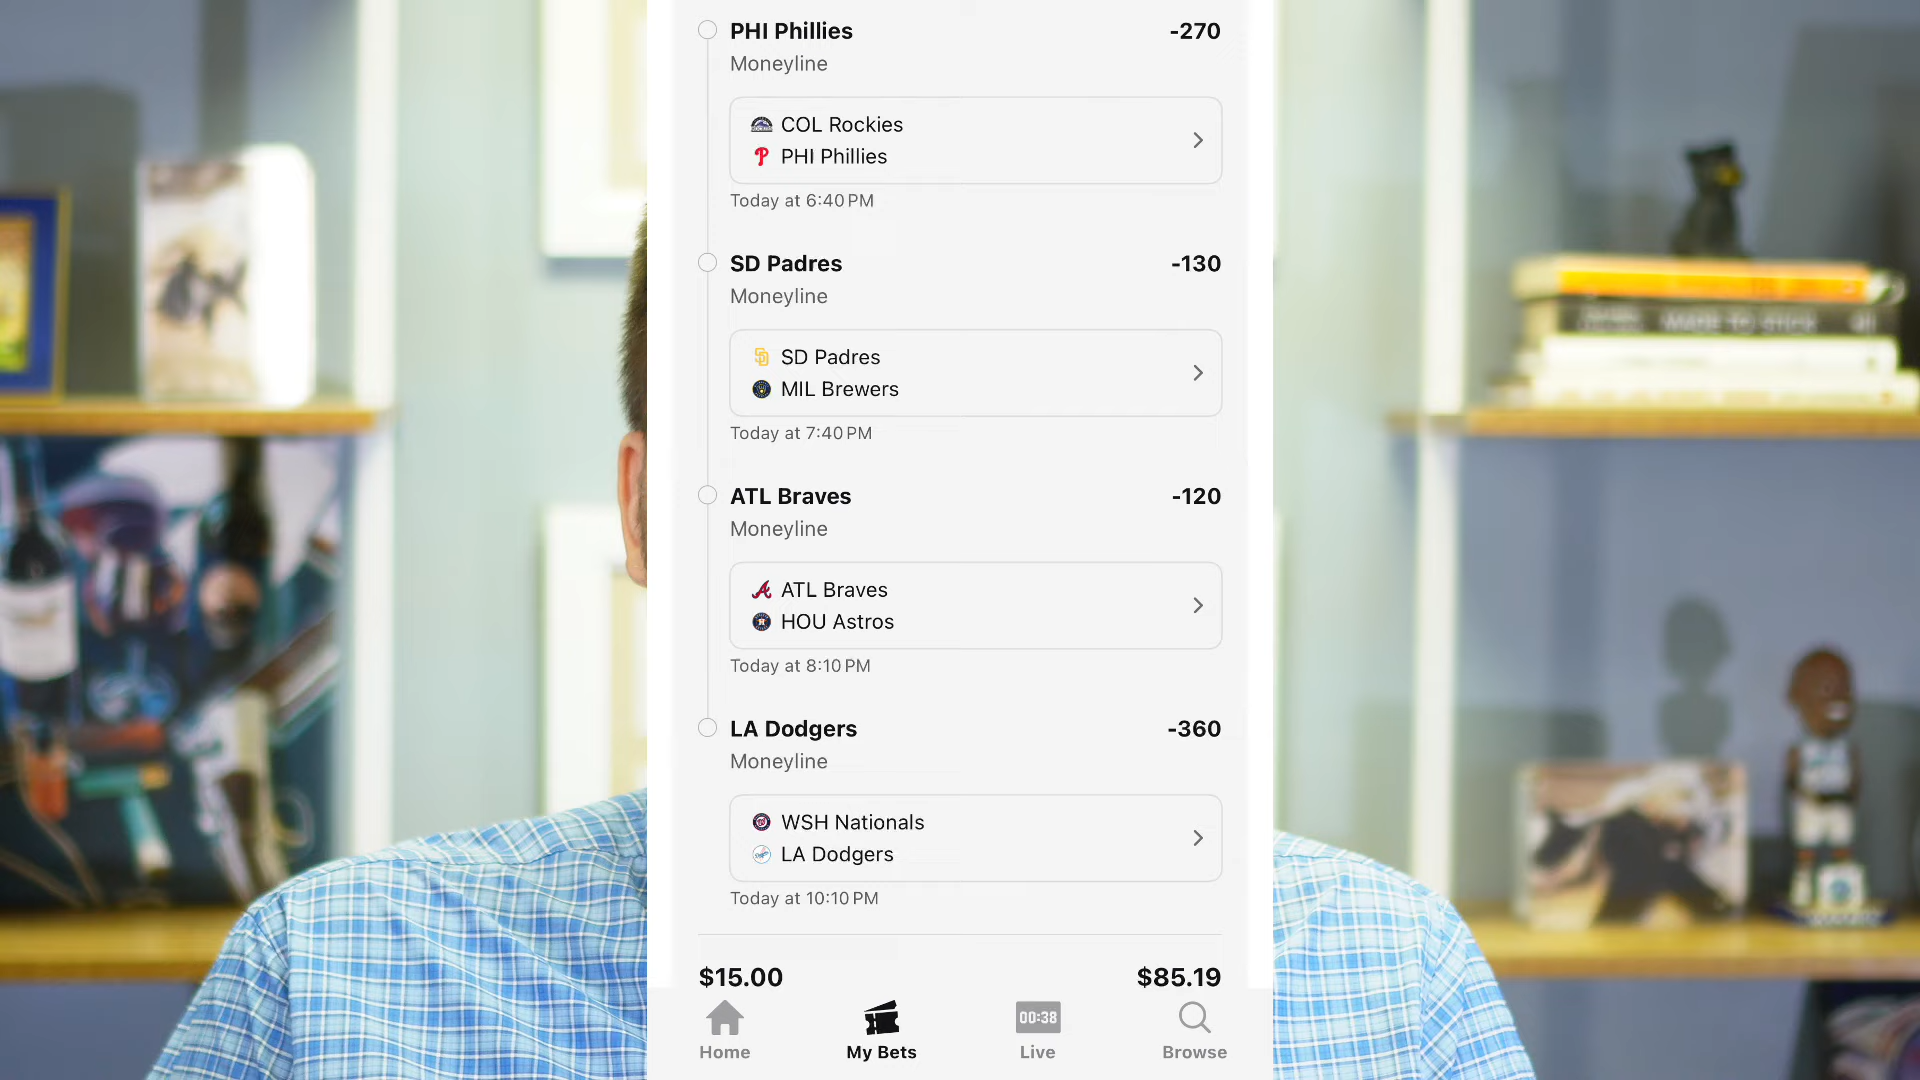 PHI Phillies -270
Moneyline
COL Rockies
PHI Phillies
Today at 6:40 PM
SD Padres -130
Moneyline
SD Padres
MIL Brewers
Today at 7:40 PM
ATL Braves -120
Moneyline
ATL Braves
HOU Astros
Today at 8:10 PM
LA Dodgers -360
Moneyline
WSH Nationals
LA Dodgers
Today at 10:10 PM
$15.00 $85.19
00:38
Home My Bets Live Browse
MADE TO STICK